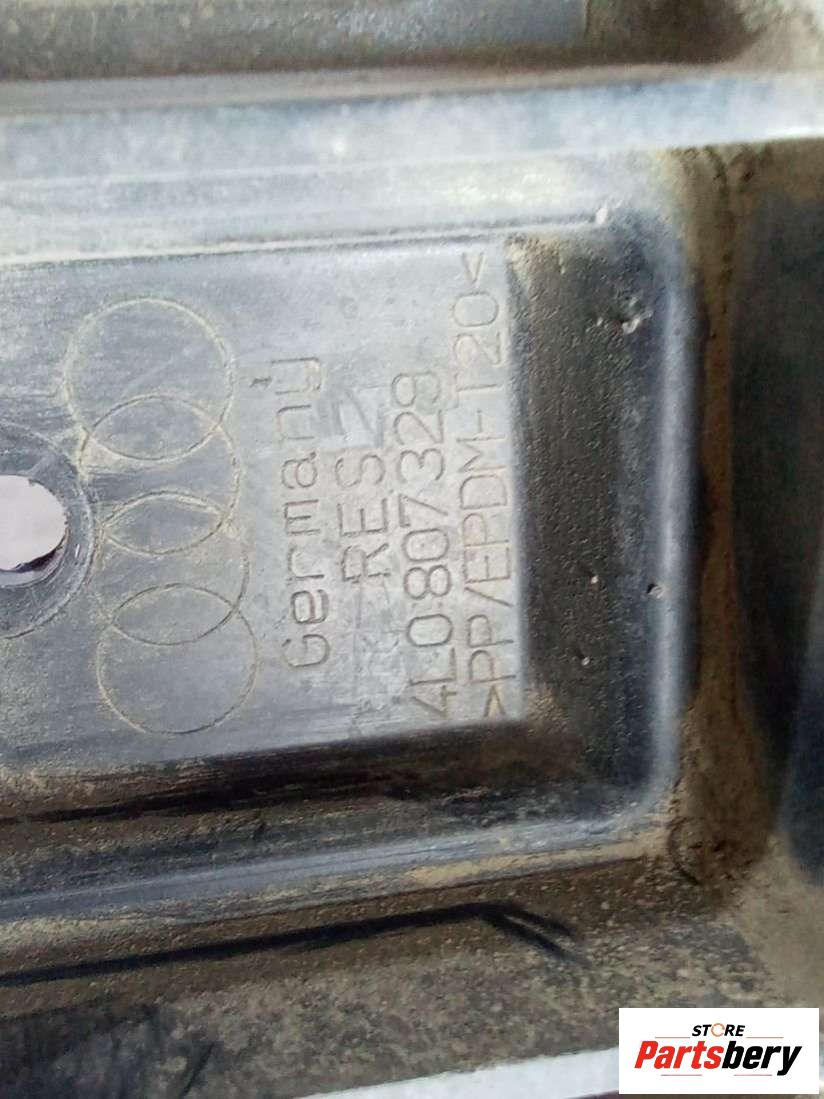 Germany
RES
4L0 807 329
>PP/EPDM-T20<
STORE
Partsbery